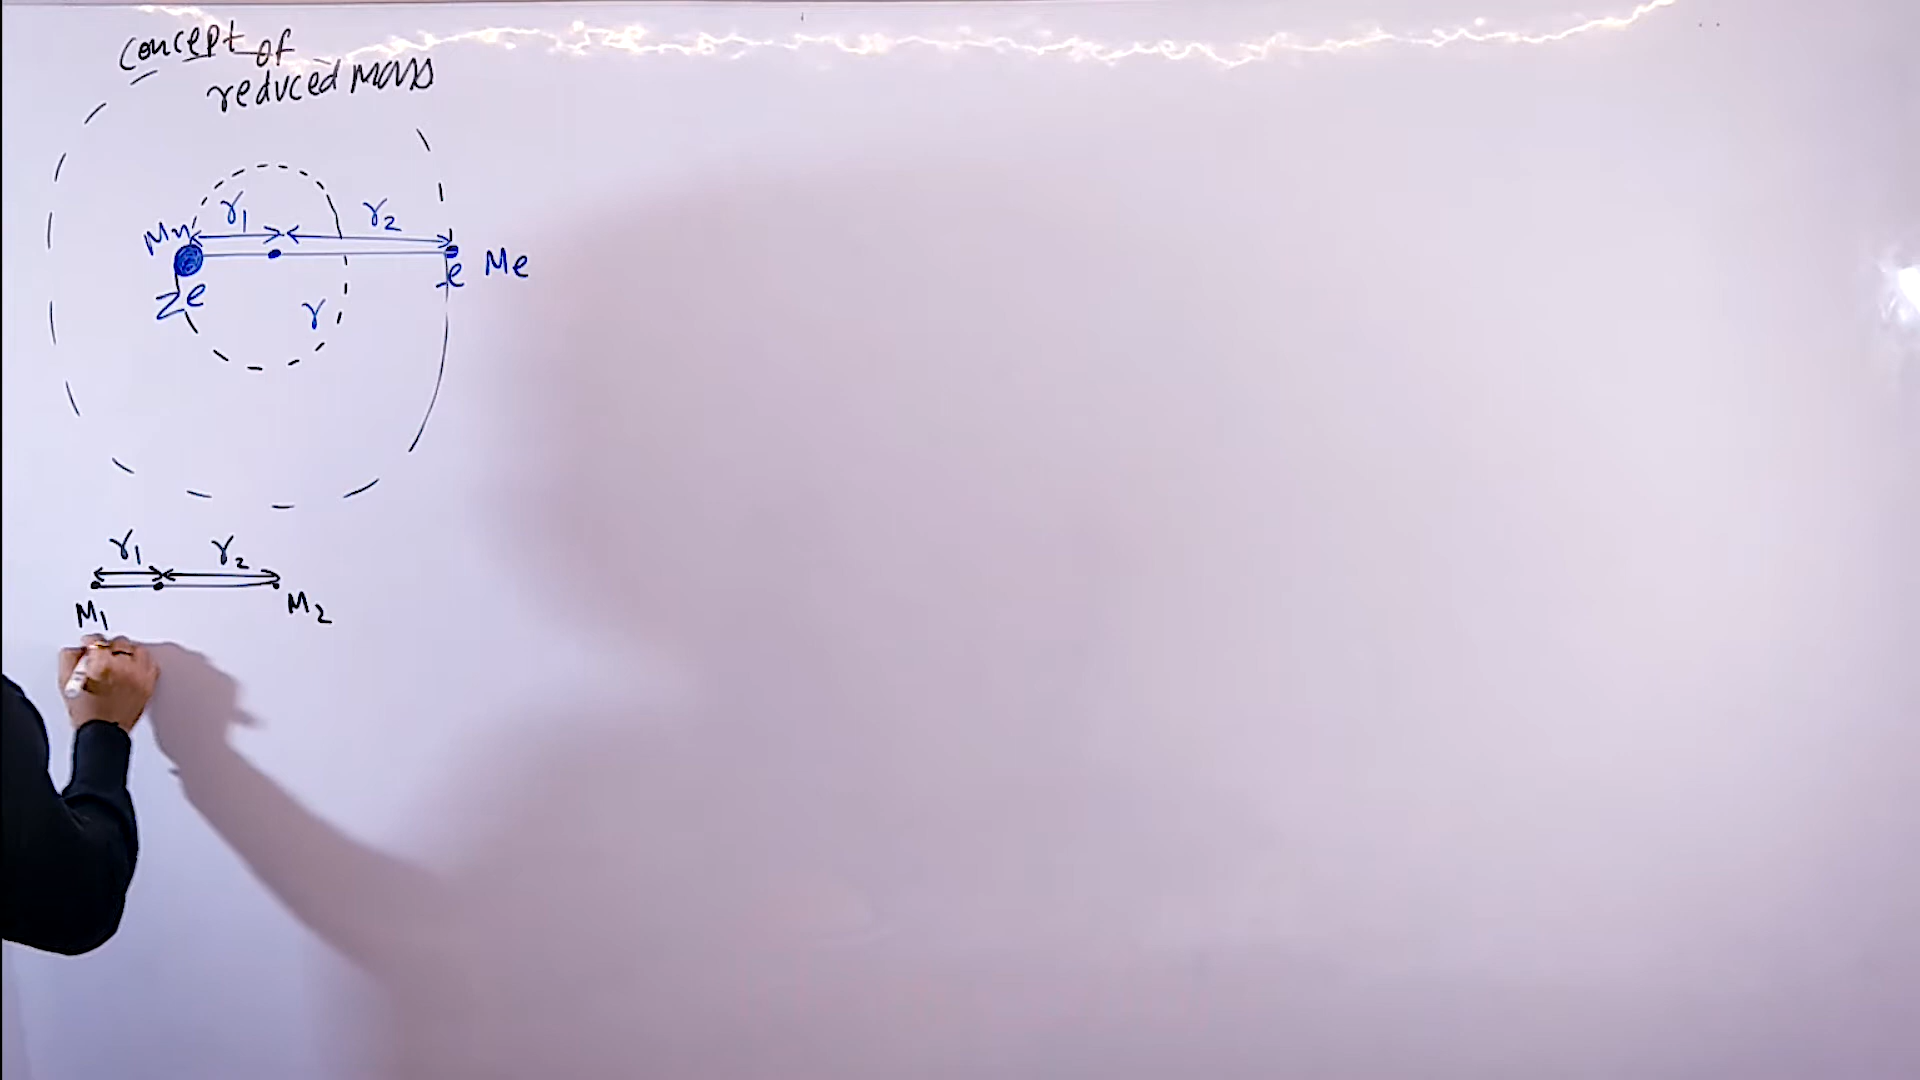 concept of
reduced mass
r1 r2
Mn
-e Me
Ze
r
r1 r2
M1 M2